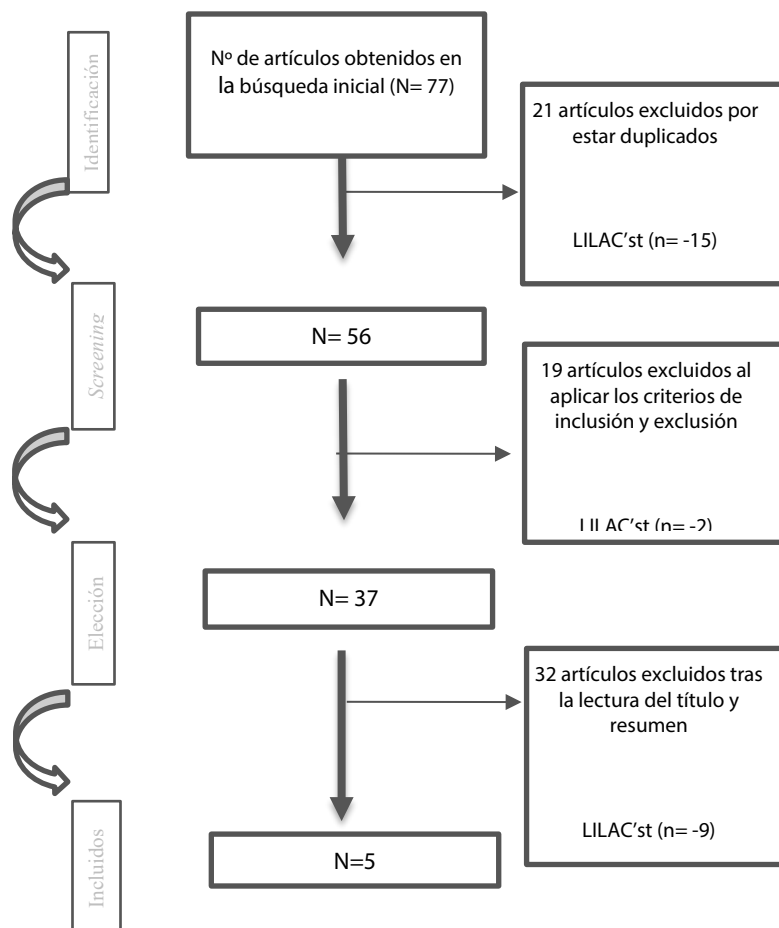 Identificación
Nº de artículos obtenidos en
la búsqueda inicial (N= 77)
21 artículos excluidos por
estar duplicados
LILAC’st (n= -15)
Screening
N= 56
19 artículos excluidos al
aplicar los criterios de
inclusión y exclusión
LILAC’st (n= -2)
Elección
N= 37
32 artículos excluidos tras
la lectura del título y
resumen
LILAC’st (n= -9)
Incluidos
N=5